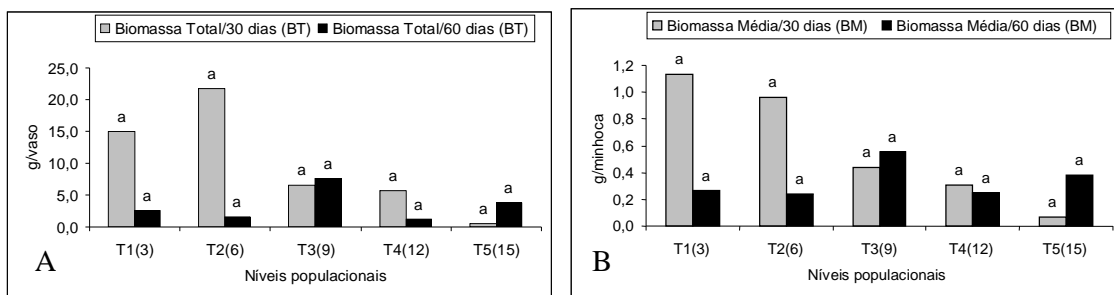 Biomassa Total/30 dias (BT) Biomassa Total/60 dias (BT)
g/vaso
25,0
20,0
15,0
10,0
5,0
0,0
a a
a a
a a
a a
a a
T1(3) T2(6) T3(9) T4(12) T5(15)
Níveis populacionais
A
Biomassa Média/30 dias (BM) Biomassa Média/60 dias (BM)
g/minhoca
1,2
1,0
0,8
0,6
0,4
0,2
0,0
a a
a a
a a
a a
a a
T1(3) T2(6) T3(9) T4(12) T5(15)
Níveis populacionais
B